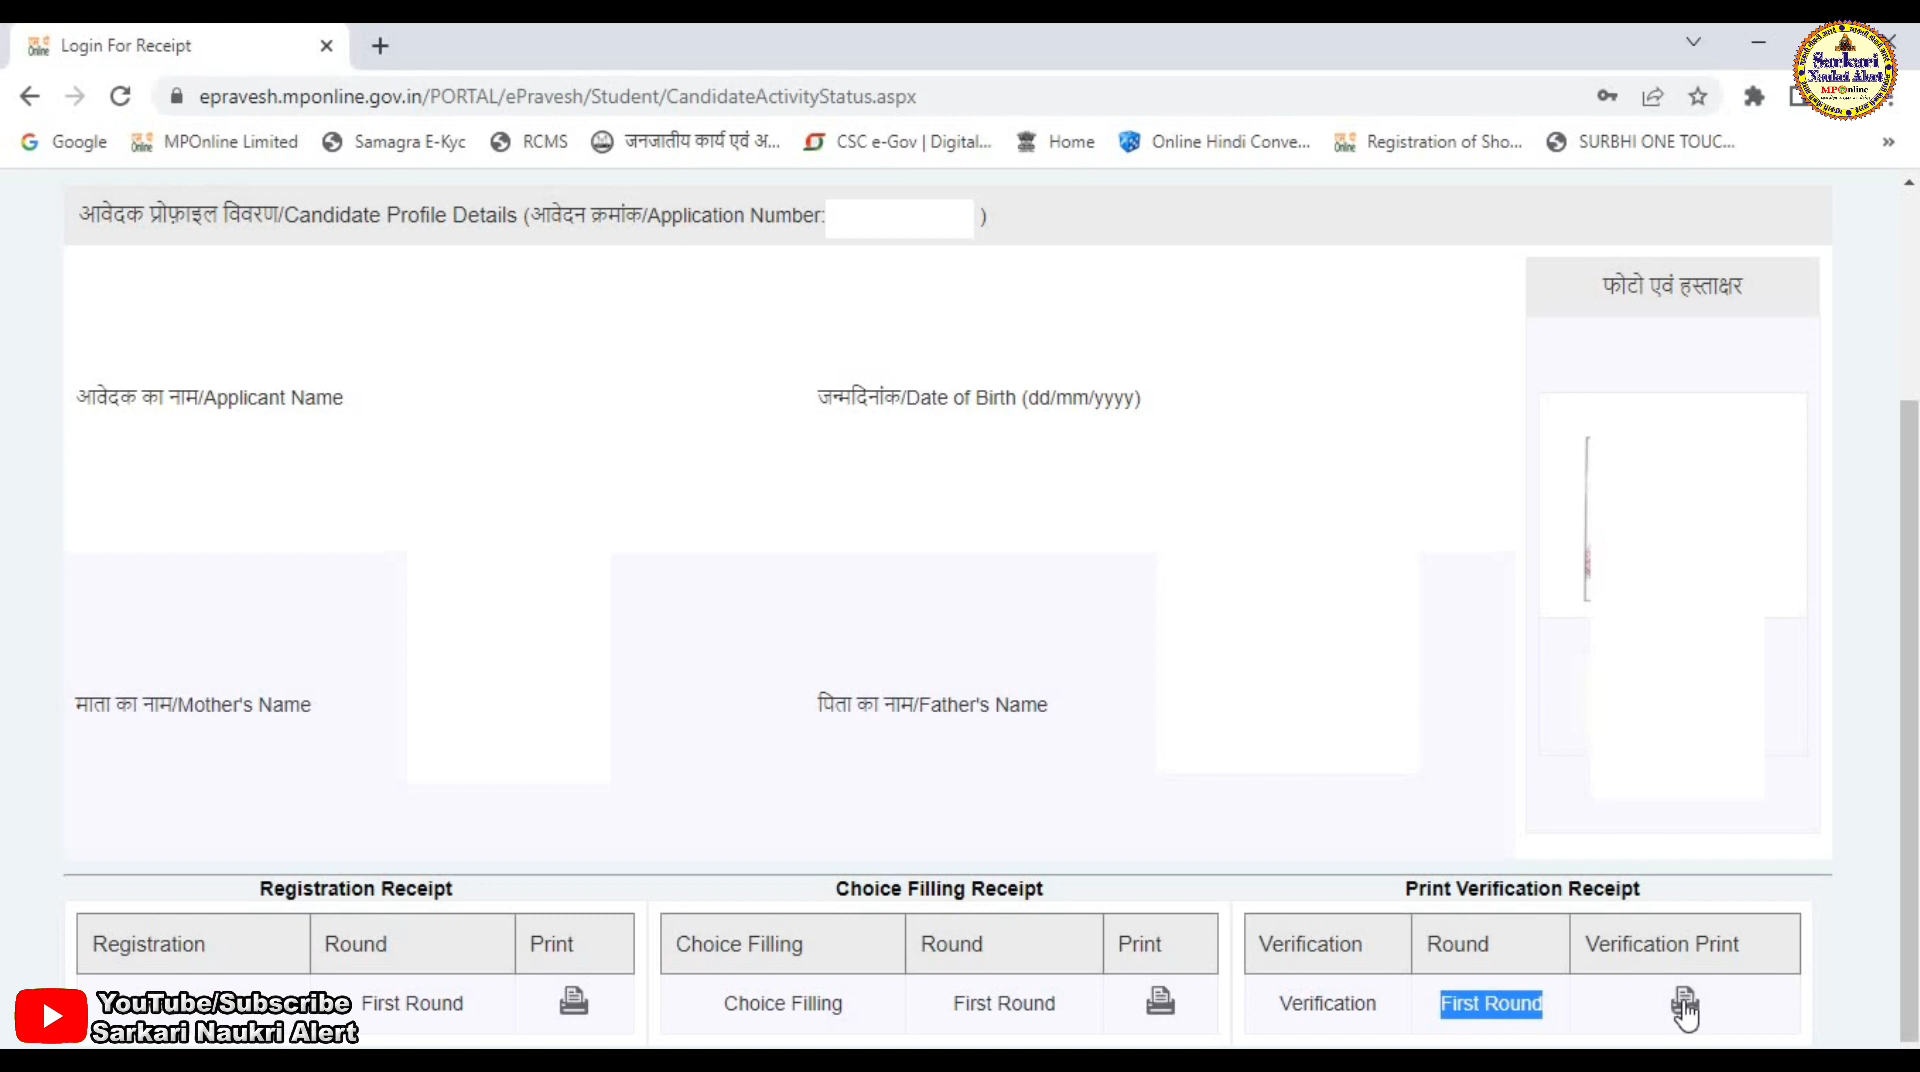 Login For Receipt
epravesh.mponline.gov.in/PORTAL/ePravesh/Student/CandidateActivityStatus.aspx
Google MPOnline Limited Samagra E-Kyc RCMS जनजातीय कार्य एवं अ... CSC e-Gov | Digital... Home Online Hindi Conve... Registration of Sho... SURBHI ONE TOUC... »
Sarkari
Naukri Alert
MPOnline
आवेदक प्रोफ़ाइल विवरण/Candidate Profile Details (आवेदन क्रमांक/Application Number: )
फोटो एवं हस्ताक्षर
आवेदक का नाम/Applicant Name जन्मदिनांक/Date of Birth (dd/mm/yyyy)
माता का नाम/Mother's Name पिता का नाम/Father's Name
Registration Receipt Choice Filling Receipt Print Verification Receipt
Registration Round Print Choice Filling Round Print Verification Round Verification Print
First Round Choice Filling First Round Verification First Round
YouTube/Subscribe
Sarkari Naukri Alert